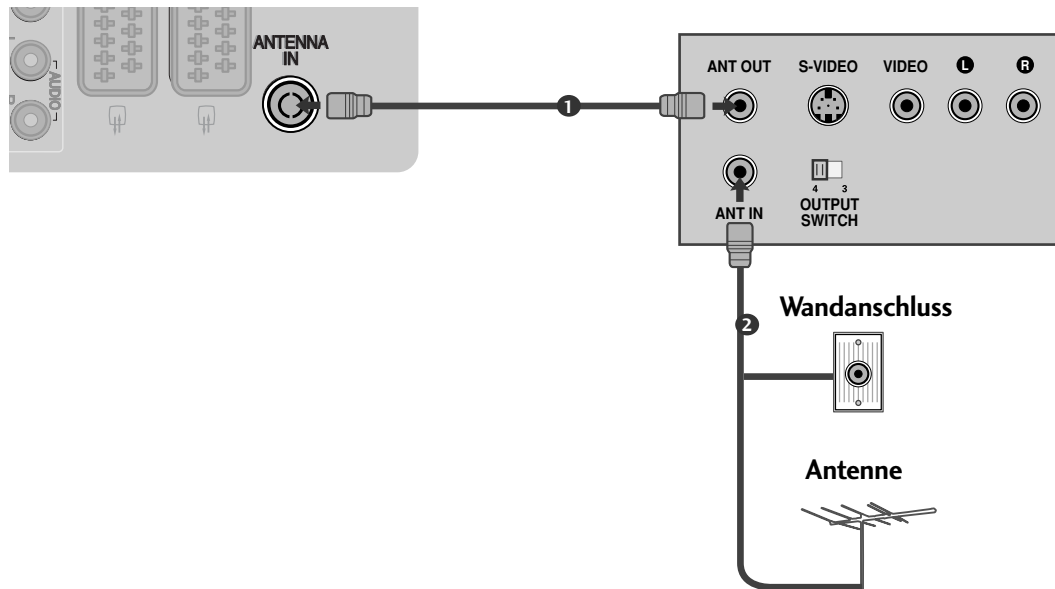 ANTENNA
IN
AUDIO
R
1
ANT OUT
S-VIDEO
VIDEO
L
R
4
3
ANT IN
OUTPUT
SWITCH
2
Wandanschluss
Antenne